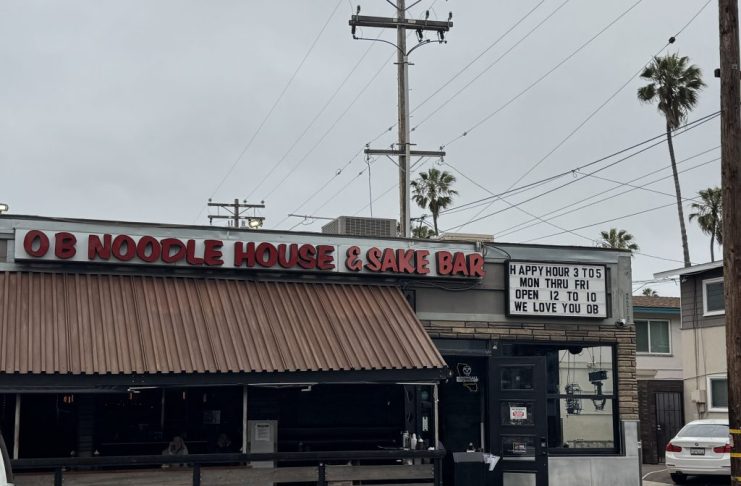 OB NOODLE HOUSE & SAKE BAR
HAPPY HOUR 3 TO 5
MON THRU FRI
OPEN 12 TO 10
WE LOVE YOU OB